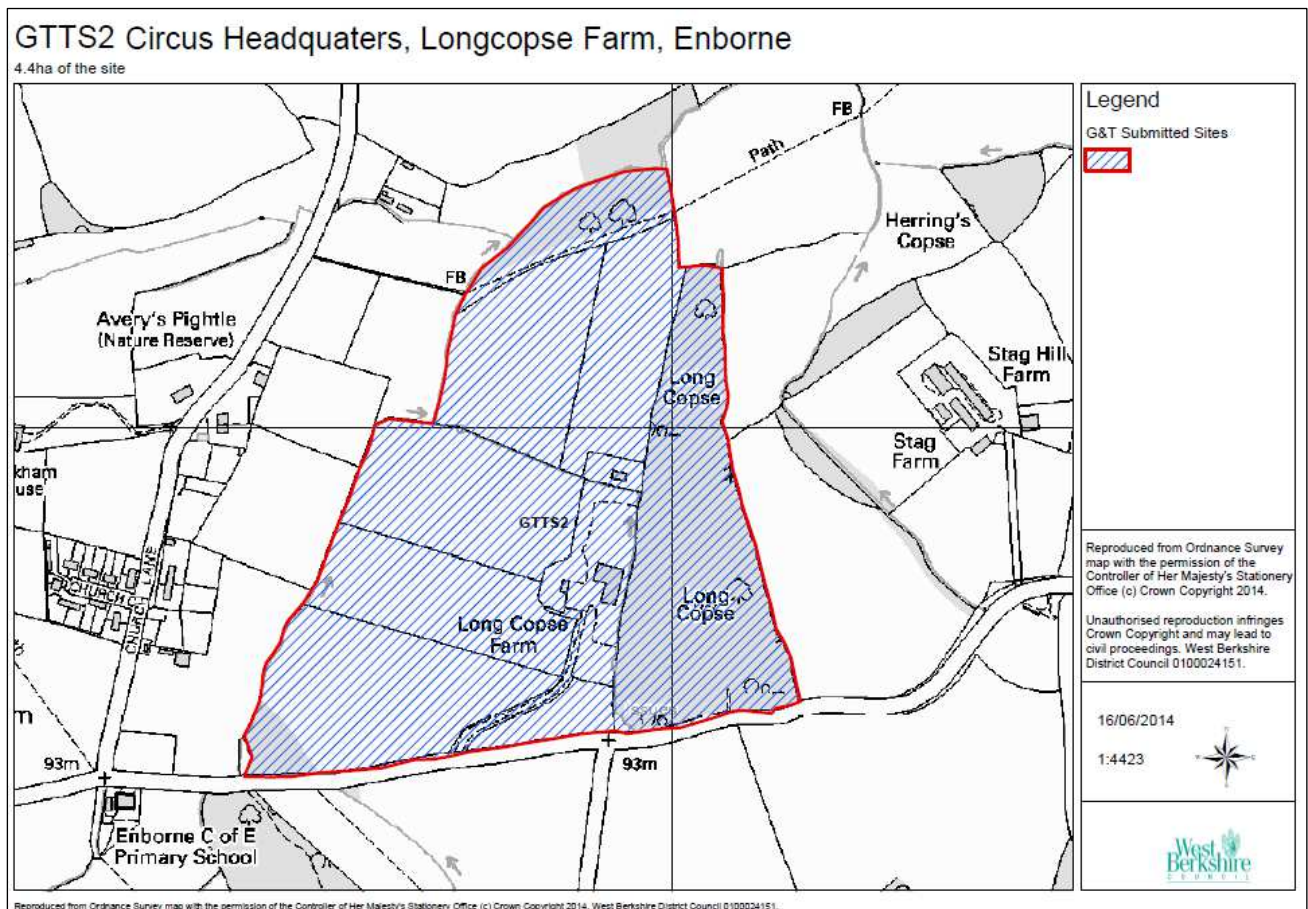 GTTS2 Circus Headquaters, Longcopse Farm, Enborne
4.4ha of the site
FB
Path
Herring's
Copse
FB
Avery's Pightle
(Nature Reserve)
Stag Hill
Farm
Long
Copse
Stag
Farm
kham
use
GTTS2
CHURCH
CHURCH LANE
Long Copse
Farm
Long
Copse
m
93m
93m
Enborne C of E
Primary School
Legend
G&T Submitted Sites
Reproduced from Ordnance Survey
map with the permission of the
Controller of Her Majesty's Stationery
Office (c) Crown Copyright 2014.
Unauthorised reproduction infringes
Crown Copyright and may lead to
civil proceedings. West Berkshire
District Council 0100024151.
16/06/2014
1:4423
West
Berkshire
COUNCIL
Reproduced from Ordnance Survey map with the permission of the Controller of Her Majesty's Stationery Office (c) Crown Copyright 2014. West Berkshire District Council 0100024151.